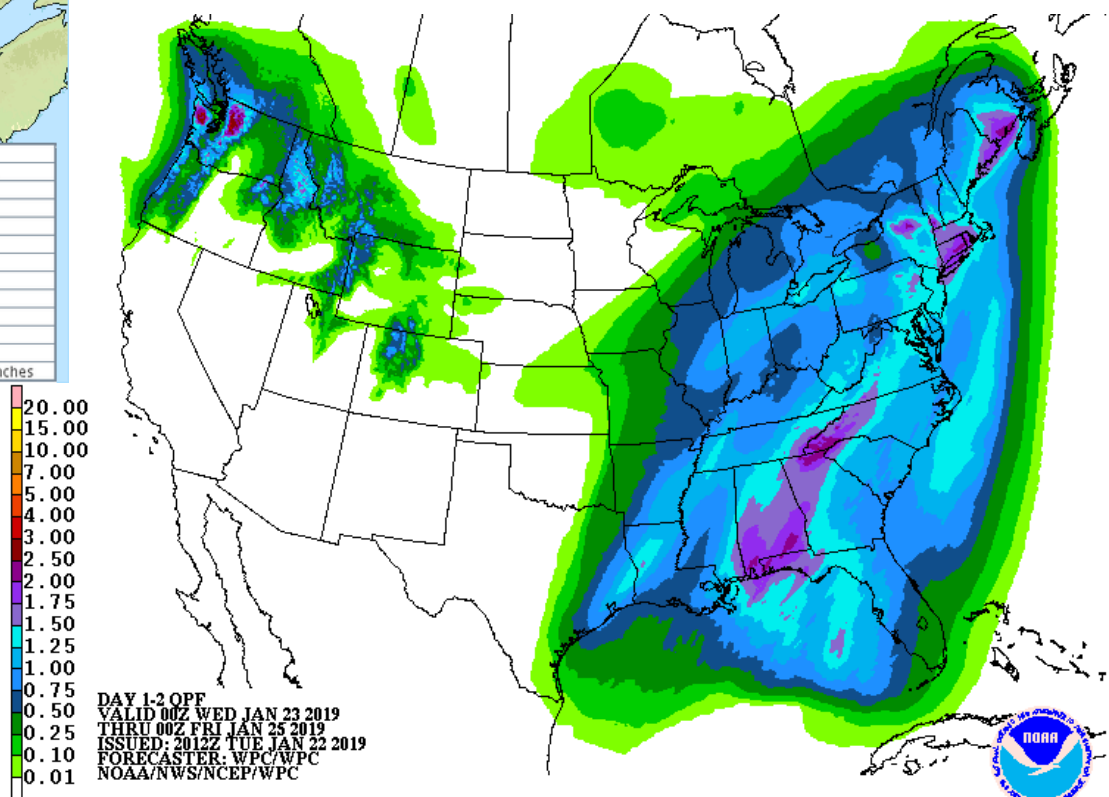 nches
20.00
15.00
10.00
7.00
5.00
4.00
3.00
2.50
2.00
1.75
1.50
1.25
1.00
0.75
0.50
0.25
0.10
0.01
DAY 1-2 QPF
VALID 00Z WED JAN 23 2019
THRU 00Z FRI JAN 25 2019
ISSUED: 2012Z TUE JAN 22 2019
FORECASTER: WPC/WPC
NOAA/NWS/NCEP/WPC
NOAA